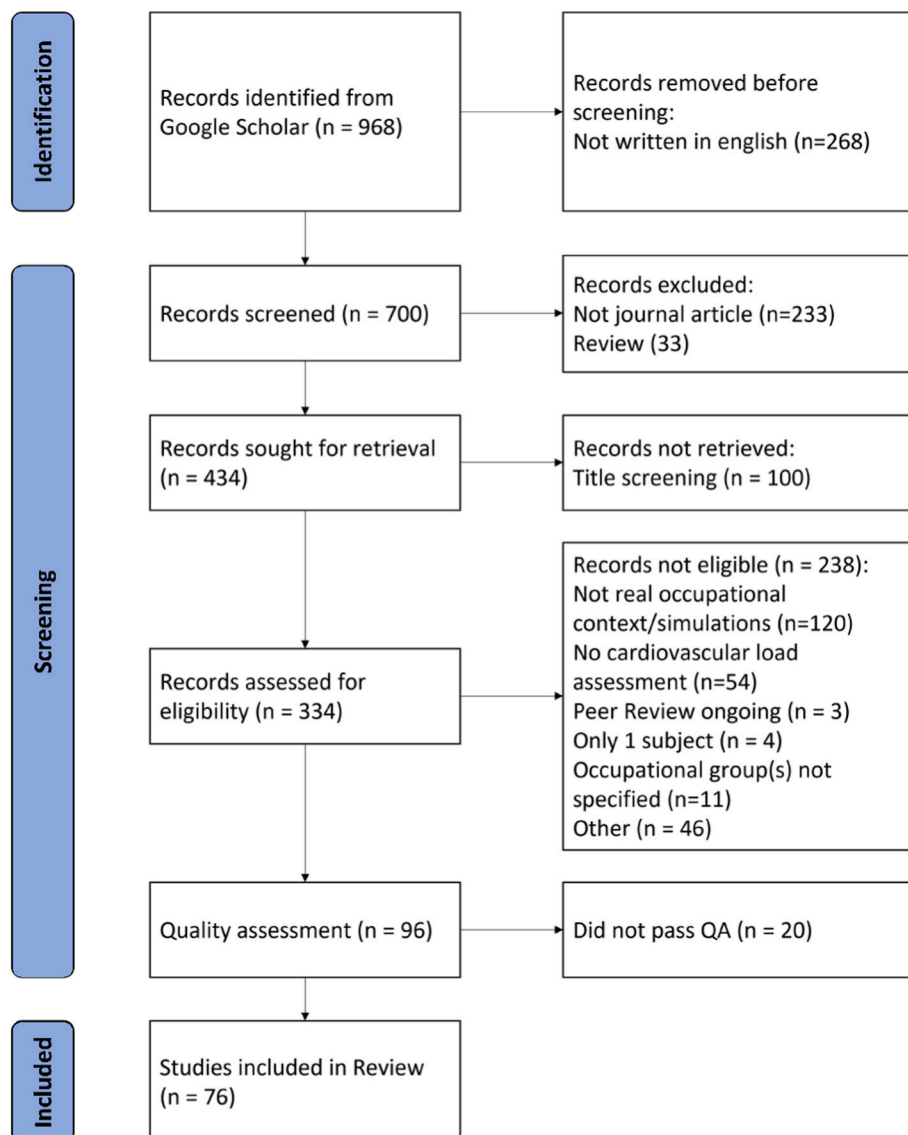 Identification
Records identified from
Google Scholar (n = 968)
Records removed before
screening:
Not written in english (n=268)
Screening
Records screened (n = 700)
Records excluded:
Not journal article (n=233)
Review (33)
Records sought for retrieval
(n = 434)
Records not retrieved:
Title screening (n = 100)
Records assessed for
eligibility (n = 334)
Records not eligible (n = 238):
Not real occupational
context/simulations (n=120)
No cardiovascular load
assessment (n=54)
Peer Review ongoing (n = 3)
Only 1 subject (n = 4)
Occupational group(s) not
specified (n=11)
Other (n = 46)
Quality assessment (n = 96)
Did not pass QA (n = 20)
Included
Studies included in Review
(n = 76)